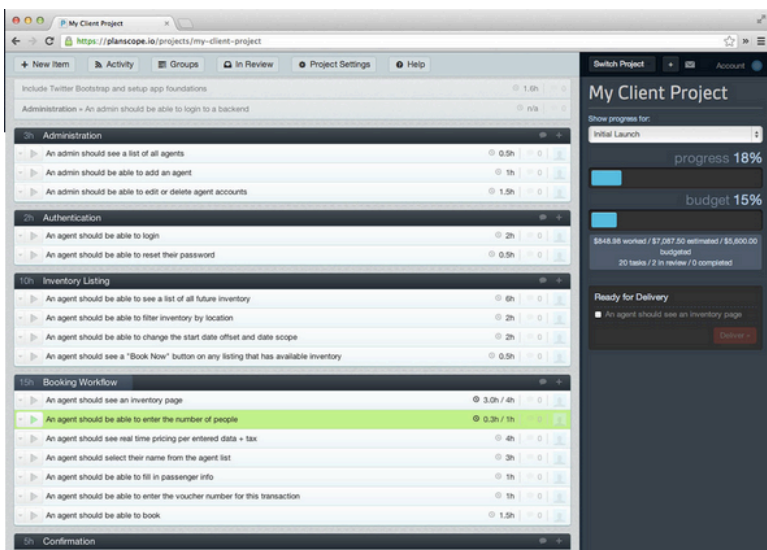 My Client Project
https://planscope.io/projects/my-client-project
+ New Item
Activity
Groups
In Review
Project Settings
Help
Switch Project
+
Account
Include Twitter Bootstrap and setup app foundations 1.6h 0
Administration » An admin should be able to login to a backend n/a 0
3h Administration
An admin should see a list of all agents 0.5h 0
An admin should be able to add an agent 1h 0
An admin should be able to edit or delete agent accounts 1.5h 0
2h Authentication
An agent should be able to login 2h 0
An agent should be able to reset their password 0.5h 0
10h Inventory Listing
An agent should be able to see a list of all future inventory 6h 0
An agent should be able to filter inventory by location 2h 0
An agent should be able to change the start date offset and date scope 2h 0
An agent should see a "Book Now" button on any listing that has available inventory 0.5h 0
15h Booking Workflow
An agent should see an inventory page 3.0h / 4h 0
An agent should be able to enter the number of people 0.3h / 1h 0
An agent should see real time pricing per entered data + tax 4h 0
An agent should select their name from the agent list 3h 0
An agent should be able to fill in passenger info 1h 0
An agent should be able to enter the voucher number for this transaction 1h 0
An agent should be able to book 1.5h 0
5h Confirmation
My Client Project
Show progress for:
Initial Launch
progress 18%
budget 15%
$848.98 worked / $7,087.50 estimated / $5,600.00
budgeted
20 tasks / 2 in review / 0 completed
Ready for Delivery
An agent should see an inventory page
Deliver »